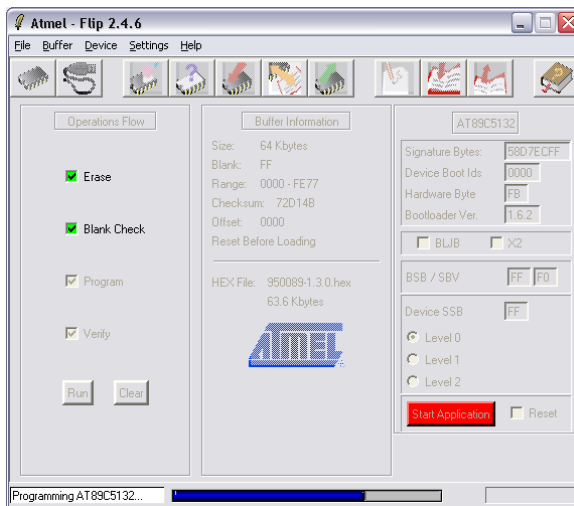 Atmel - Flip 2.4.6
File Buffer Device Settings Help
Operations Flow
Erase
Blank Check
Program
Verify
Run Clear
Buffer Information
Size: 64 Kbytes
Blank: FF
Range: 0000 - FE77
Checksum: 72D14B
Offset: 0000
Reset Before Loading
HEX File: 950089-1.3.0.hex
63.6 Kbytes
ATMEL
AT89C5132
Signature Bytes: 58D7ECFF
Device Boot Ids 0000
Hardware Byte FB
Bootloader Ver. 1.6.2
BLJB X2
BSB / SBV FF F0
Device SSB FF
Level 0
Level 1
Level 2
Start Application Reset
Programming AT89C5132...